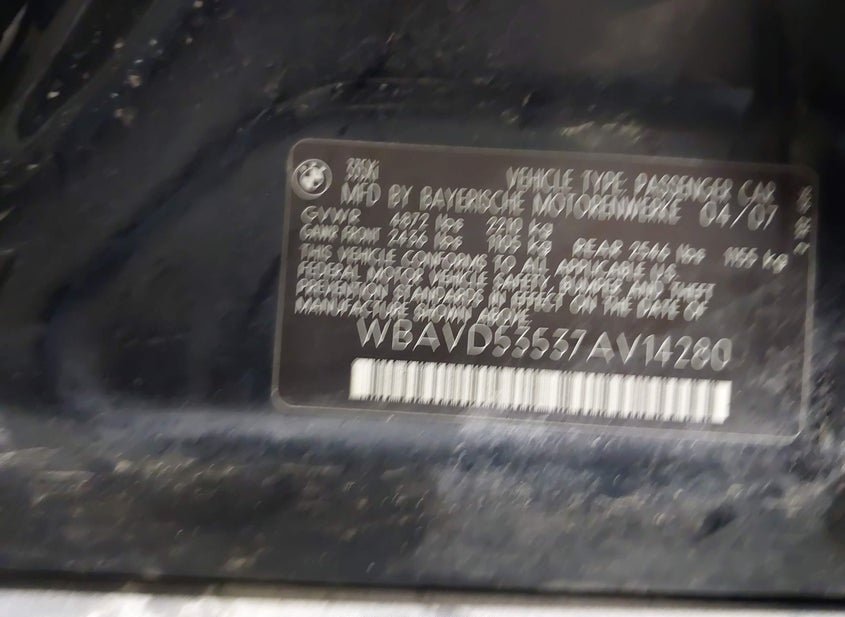 335Xi VEHICLE TYPE: PASSENGER CAR
MFD BY BAYERISCHE MOTORENWERKE 04/07
GVWR 4872 lbs 2210 kg
GAWR FRONT 2436 lbs 1105 kg REAR 2546 lbs 1155 kg
THIS VEHICLE CONFORMS TO ALL APPLICABLE U.S.
FEDERAL MOTOR VEHICLE SAFETY, BUMPER AND THEFT
PREVENTION STANDARDS IN EFFECT ON THE DATE OF
MANUFACTURE SHOWN ABOVE.
WBAVD53537AV14280